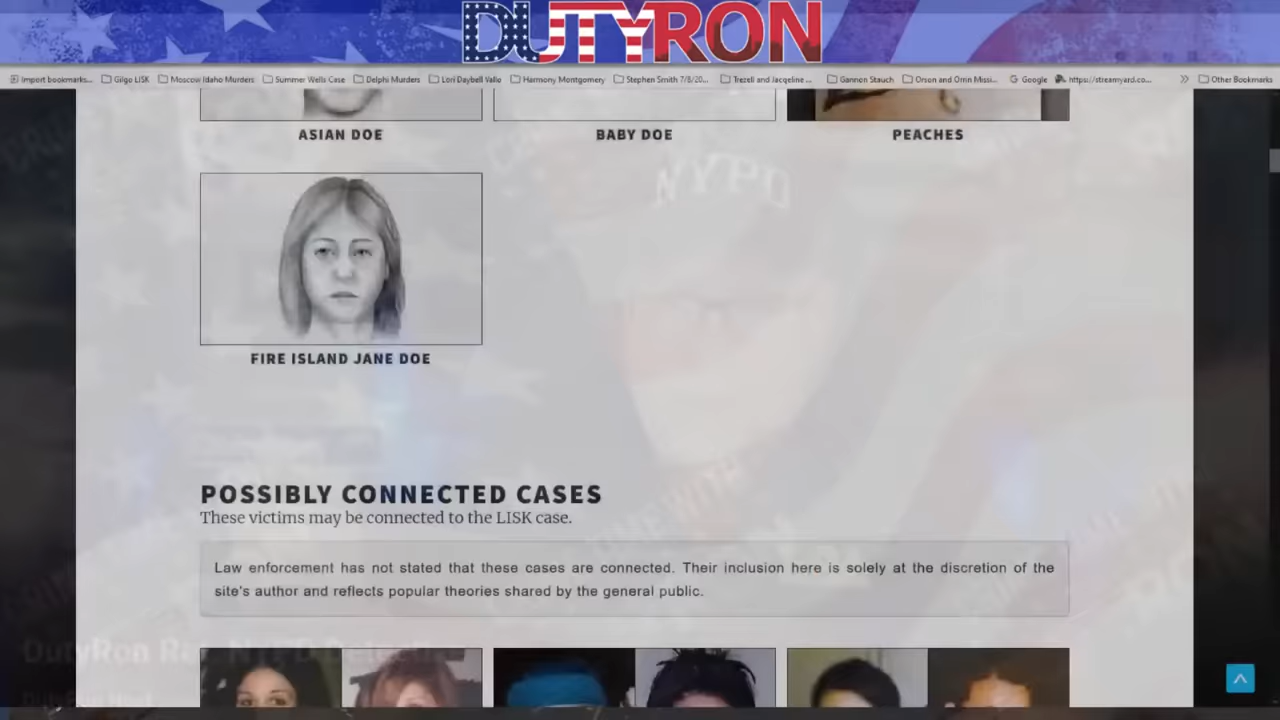 DUTYRON
Import bookmarks... Gilgo LISK Moscow Idaho Murders Summer Wells Case Delphi Murders Lori Daybell Vallo Harmony Montgomery Stephen Smith 7/8/20... Trezell and Jacqeline ... Gannon Stauch Orson and Orrin Missi... Google https://streamyard.co... Other Bookmarks
ASIAN DOE
BABY DOE
PEACHES
NYPD
FIRE ISLAND JANE DOE
POSSIBLY CONNECTED CASES
These victims may be connected to the LISK case.
Law enforcement has not stated that these cases are connected. Their inclusion here is solely at the discretion of the
site's author and reflects popular theories shared by the general public.
DutyRon NYPD